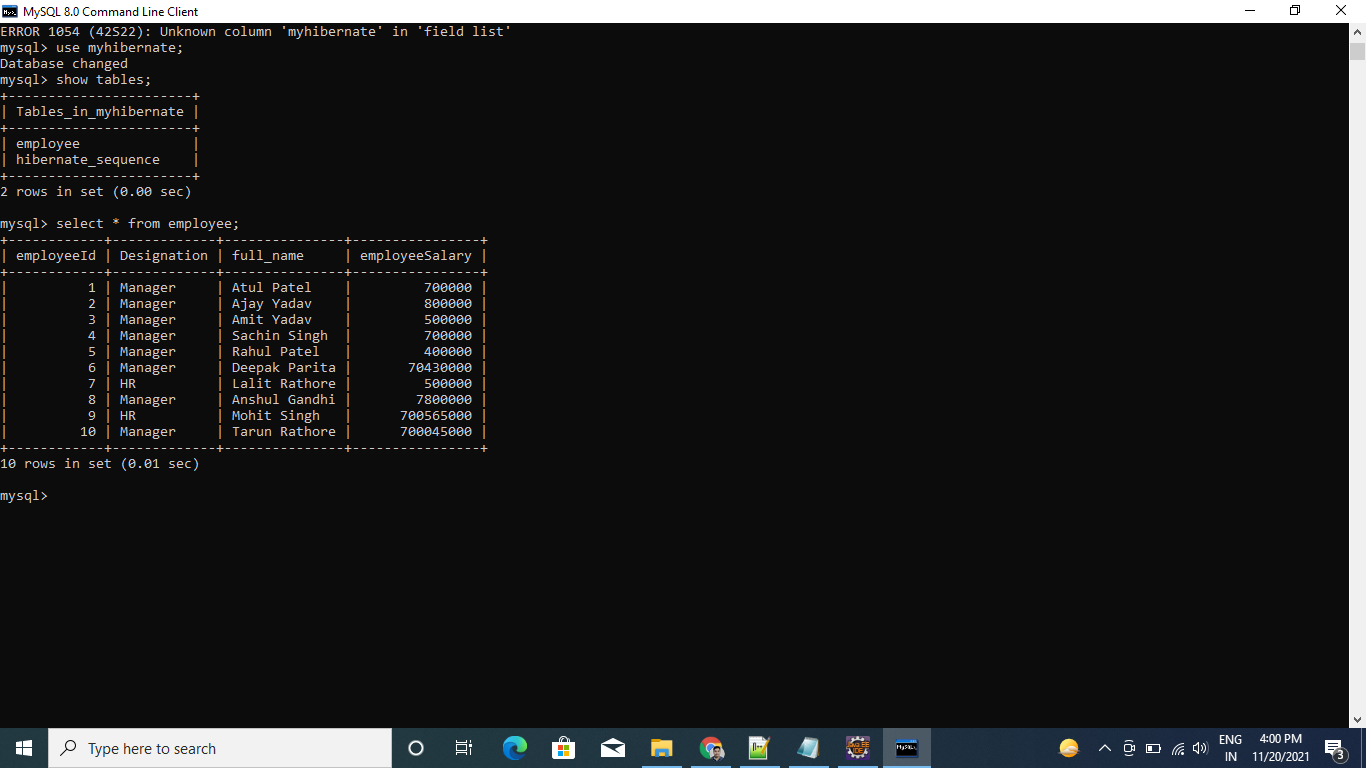 MySQL 8.0 Command Line Client
ERROR 1054 (42S22): Unknown column 'myhibernate' in 'field list'
mysql> use myhibernate;
Database changed
mysql> show tables;
+-----------------------+
| Tables_in_myhibernate |
+-----------------------+
| employee              |
| hibernate_sequence    |
+-----------------------+
2 rows in set (0.00 sec)
mysql> select * from employee;
+------------+-------------+---------------+----------------+
| employeeId | Designation | full_name     | employeeSalary |
+------------+-------------+---------------+----------------+
|          1 | Manager     | Atul Patel    |         700000 |
|          2 | Manager     | Ajay Yadav    |         800000 |
|          3 | Manager     | Amit Yadav    |         500000 |
|          4 | Manager     | Sachin Singh  |         700000 |
|          5 | Manager     | Rahul Patel   |         400000 |
|          6 | Manager     | Deepak Parita |       70430000 |
|          7 | HR          | Lalit Rathore |         500000 |
|          8 | Manager     | Anshul Gandhi |        7800000 |
|          9 | HR          | Mohit Singh   |      700565000 |
|         10 | Manager     | Tarun Rathore |      700045000 |
+------------+-------------+---------------+----------------+
10 rows in set (0.01 sec)
mysql>
Type here to search
ENG
IN
4:00 PM
11/20/2021
3